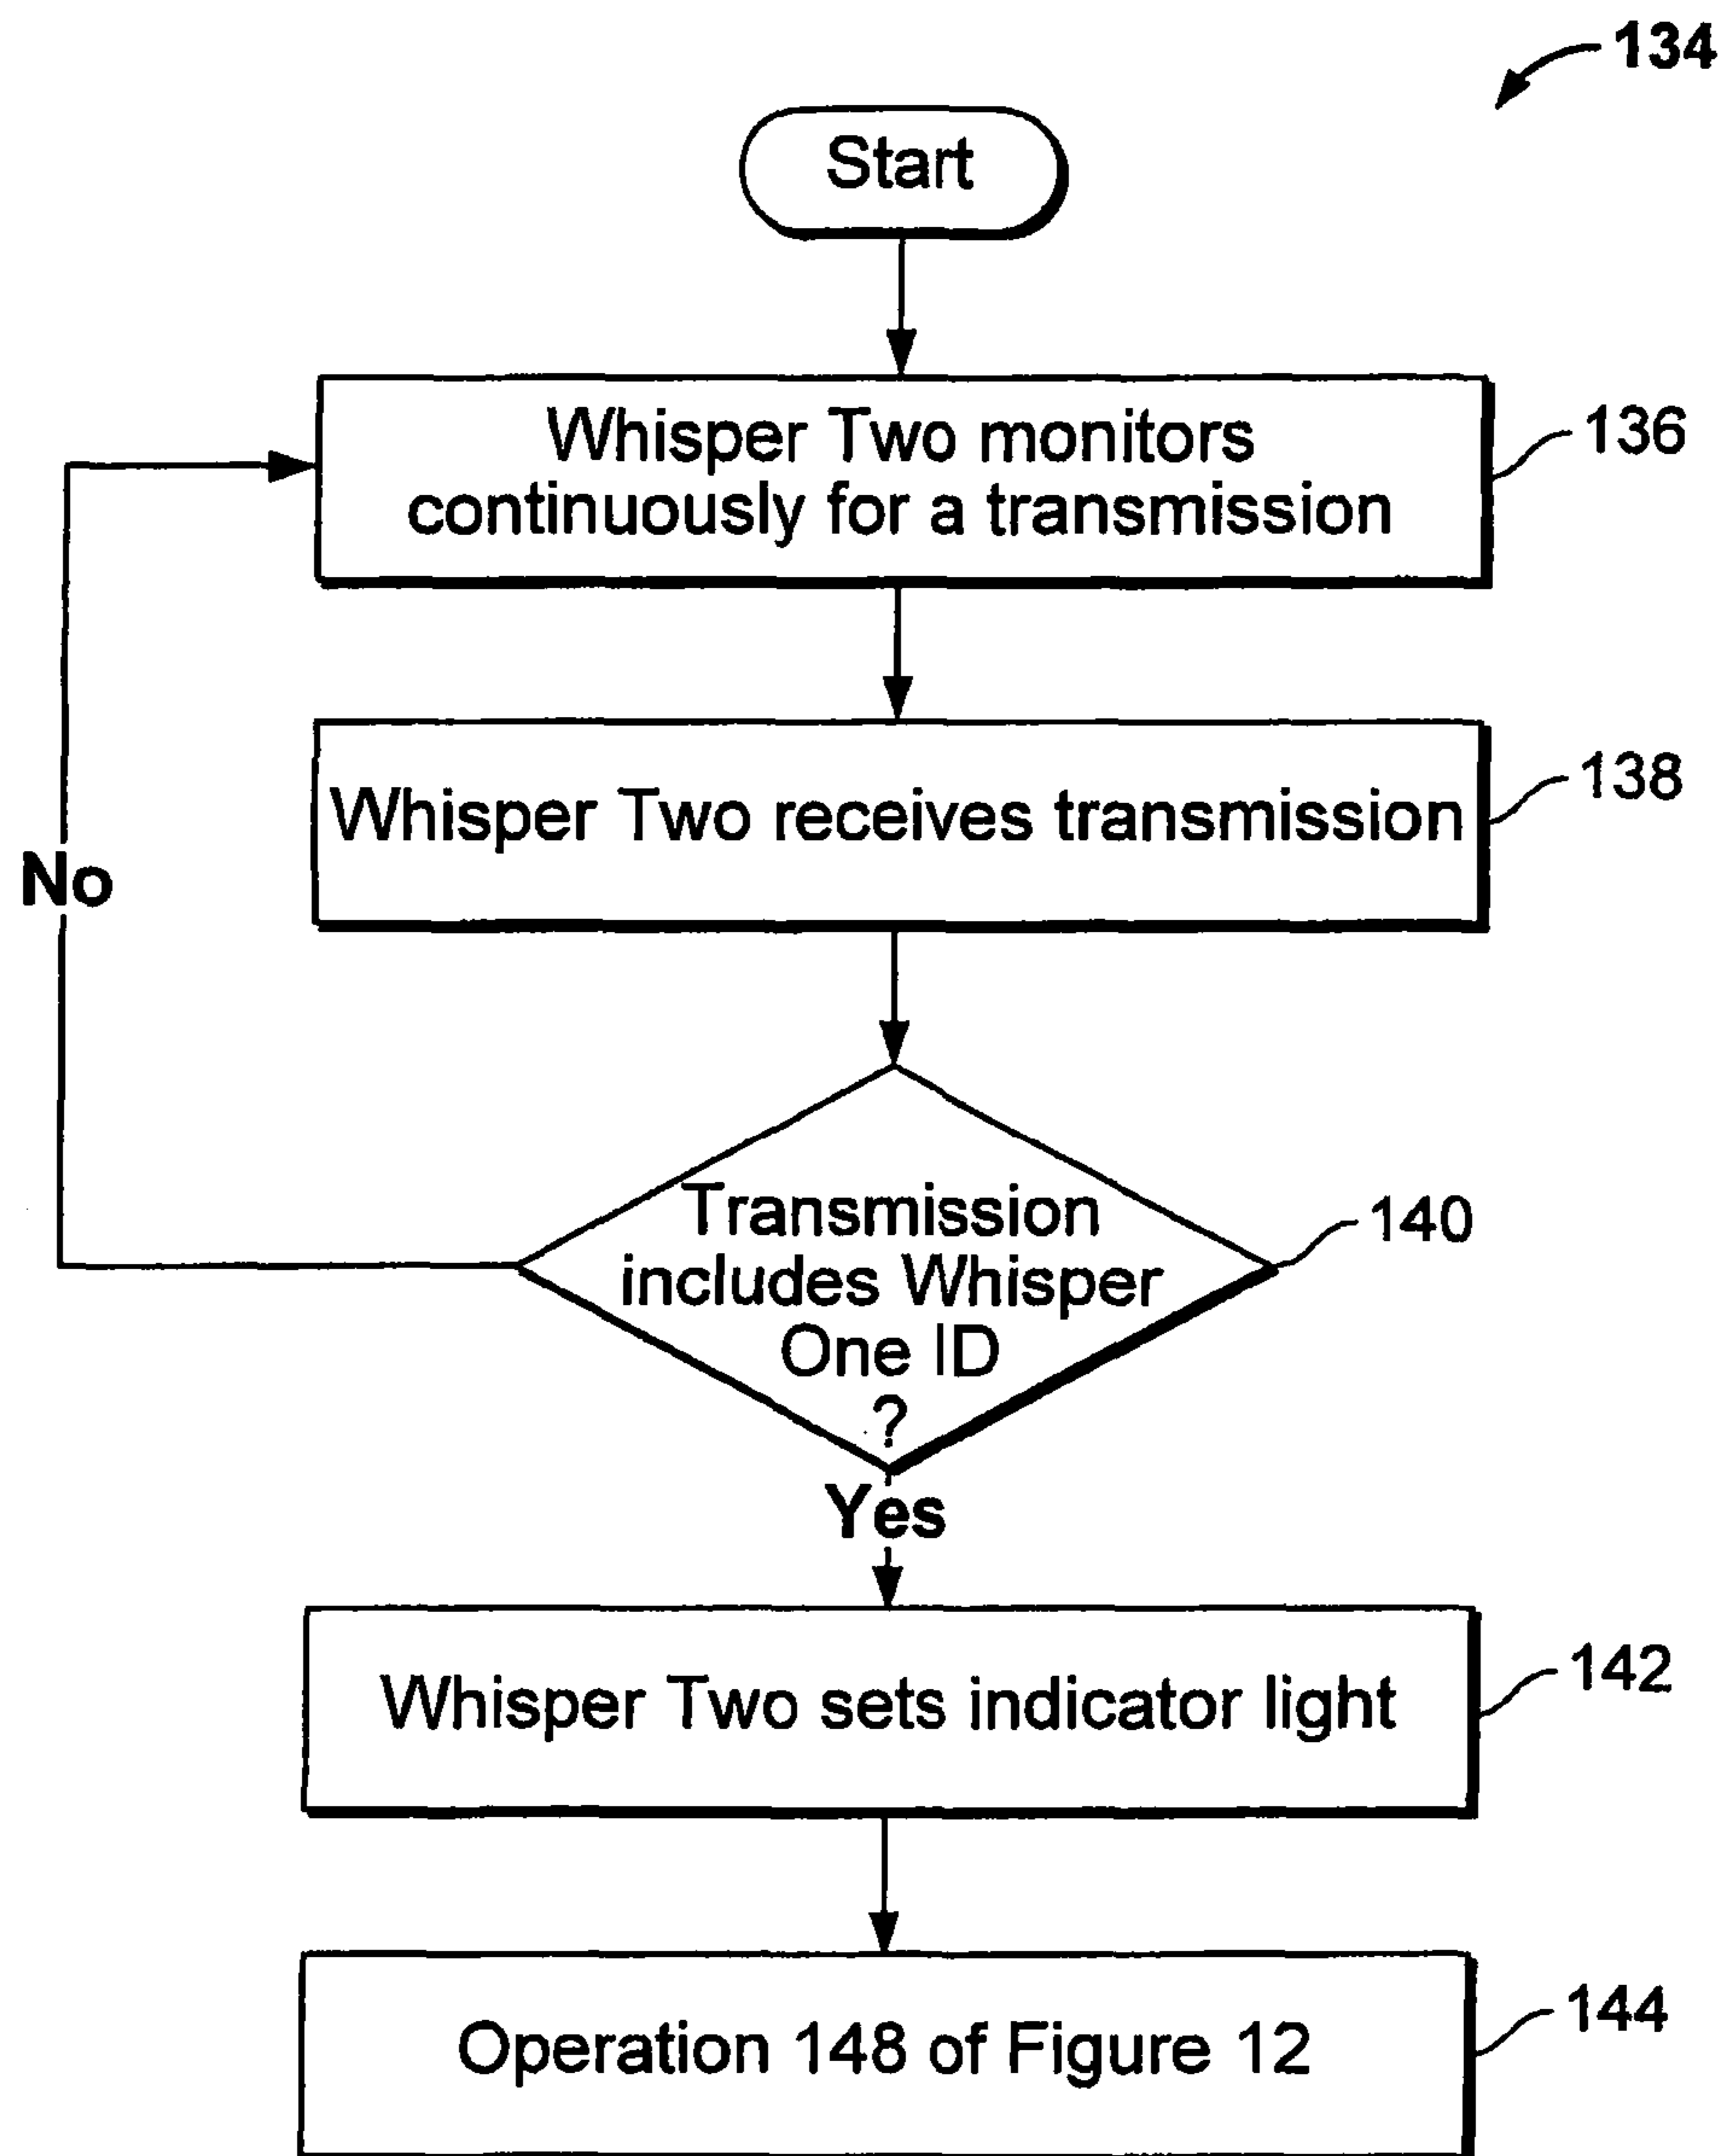 134
Start
Whisper Two monitors
continuously for a transmission
136
Whisper Two receives transmission
138
No
Transmission
includes Whisper
One ID
?
140
Yes
Whisper Two sets indicator light
142
Operation 148 of Figure 12
144